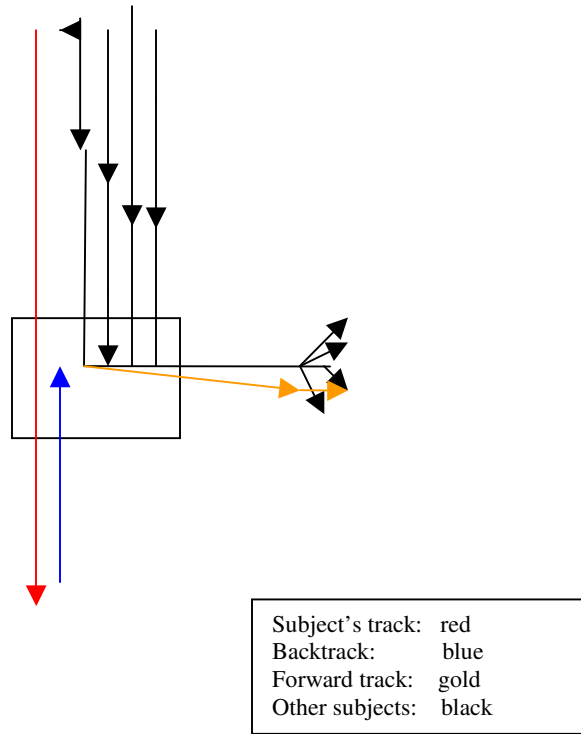 Subject's track: red
Backtrack: blue
Forward track: gold
Other subjects: black